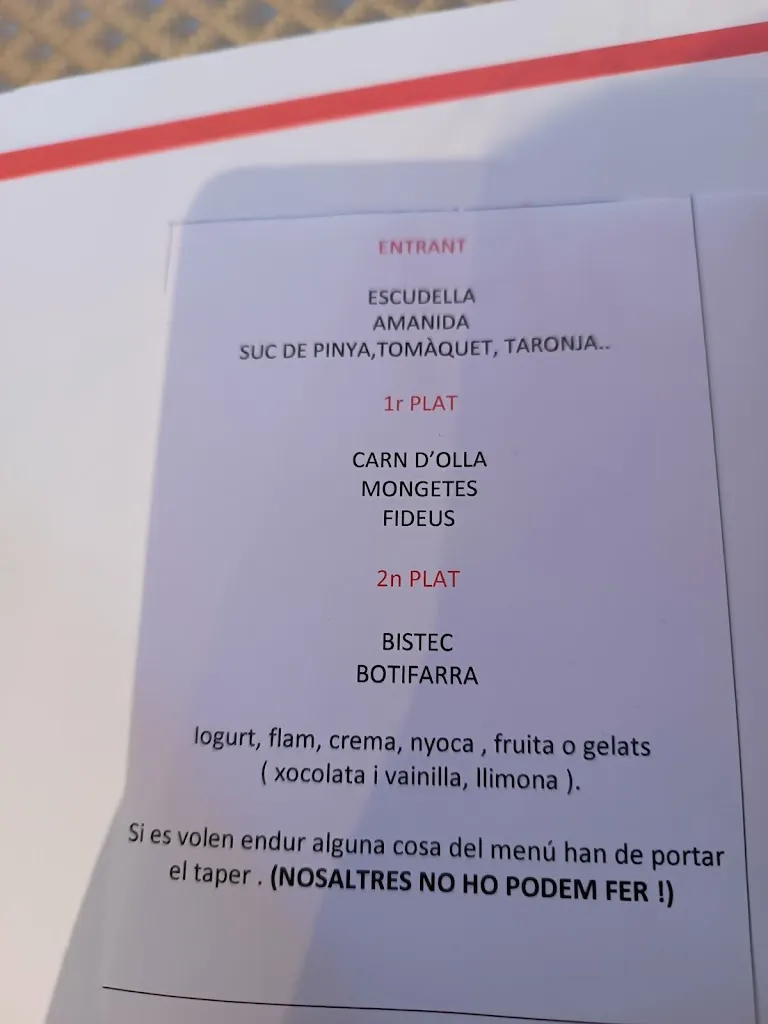 ENTRANT
ESCUDELLA
AMANIDA
SUC DE PINYA,TOMÀQUET, TARONJA..
1r PLAT
CARN D'OLLA
MONGETES
FIDEUS
2n PLAT
BISTEC
BOTIFARRA
Iogurt, flam, crema, nyoca , fruita o gelats
( xocolata i vainilla, llimona ).
Si es volen endur alguna cosa del menú han de portar
el taper . (NOSALTRES NO HO PODEM FER !)